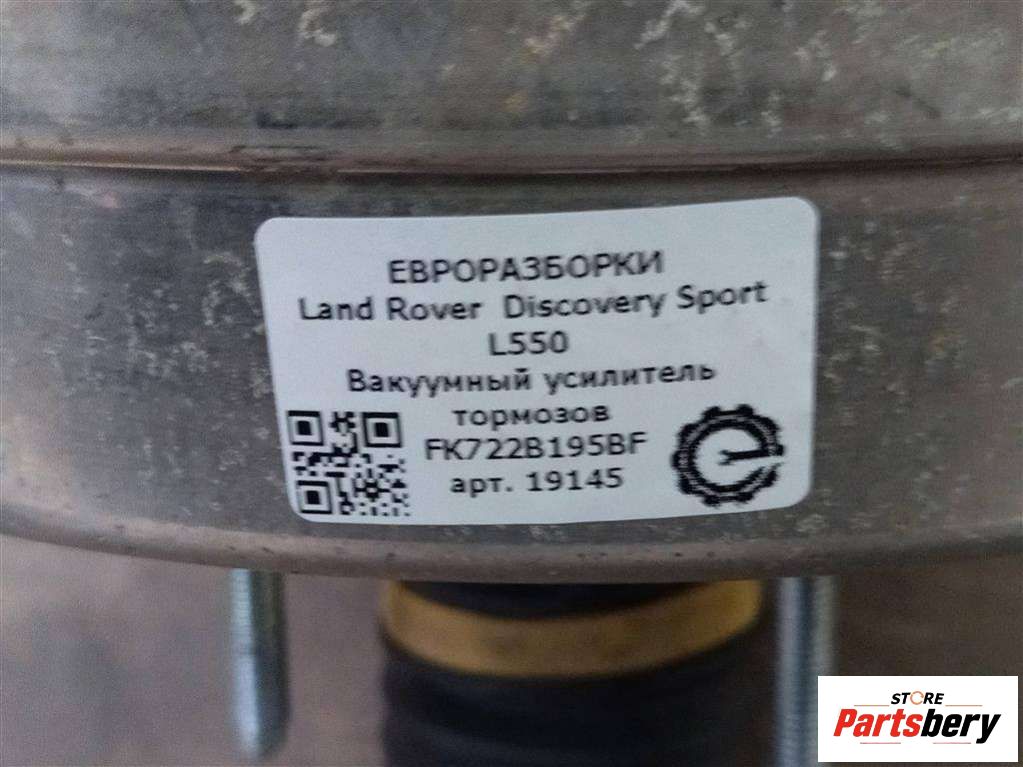 ЕВРОРАЗБОРКИ
Land Rover Discovery Sport
L550
Вакуумный усилитель
тормозов
FK722B195BF
арт. 19145
STORE
Partsbery